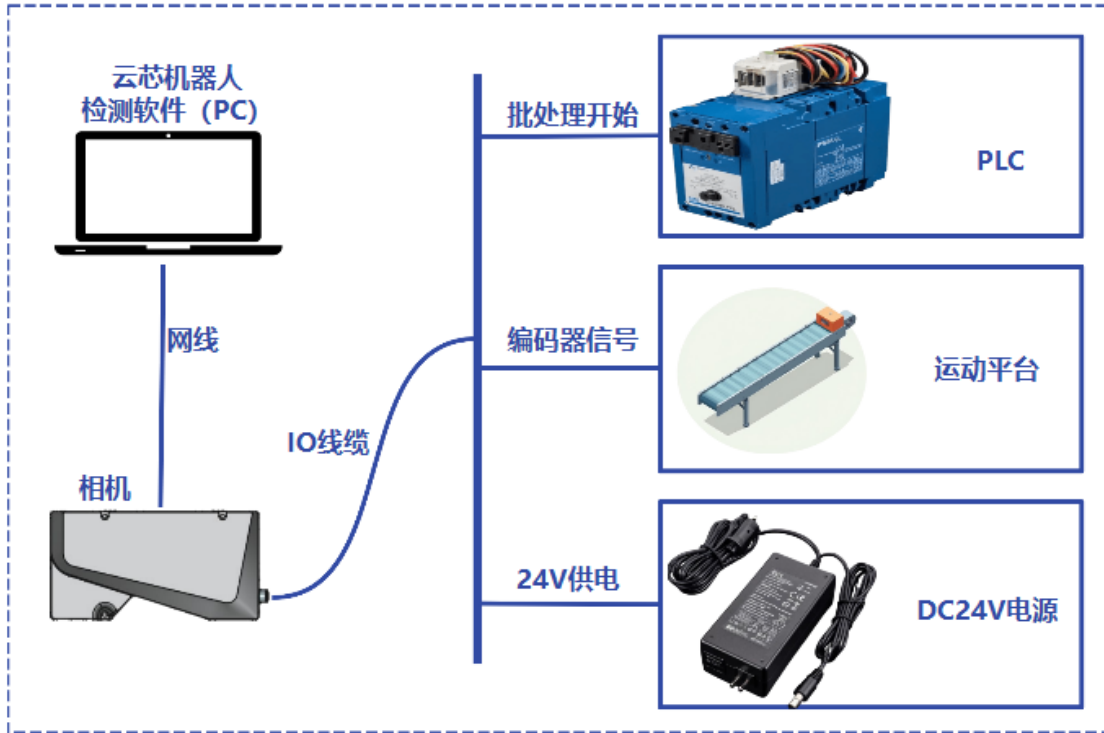 云芯机器人
检测软件（PC）
网线
相机
IO线缆
批处理开始
PLC
编码器信号
运动平台
24V供电
DC24V电源